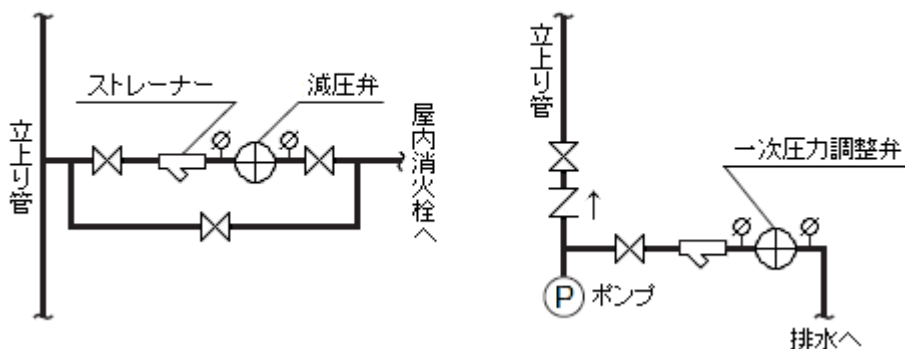 ストレーナー
減圧弁
立上り管
屋内消火栓へ
立上り管
一次圧力調整弁
P
ポンプ
排水へ